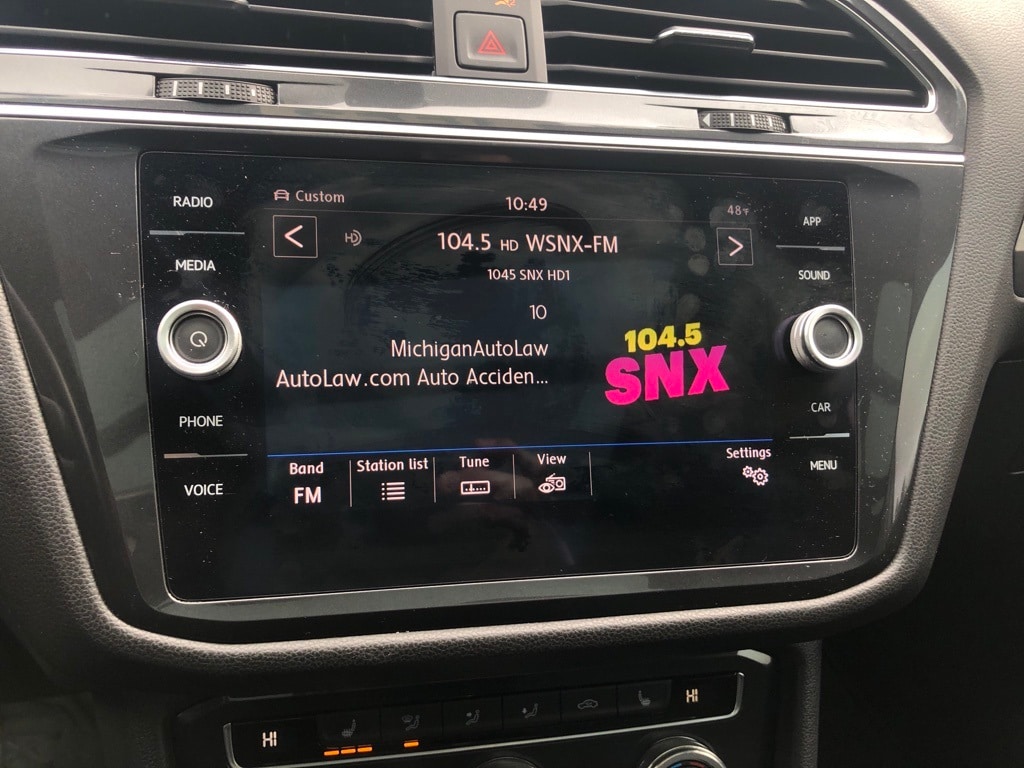 RADIO
MEDIA
PHONE
VOICE
Custom
10:49
48°F
HD
104.5 HD WSNX-FM
1045 SNX HD1
10
MichiganAutoLaw
AutoLaw.com Auto Acciden...
104.5
SNX
Band
FM
Station list
Tune
View
Settings
APP
SOUND
CAR
MENU
HI
HI